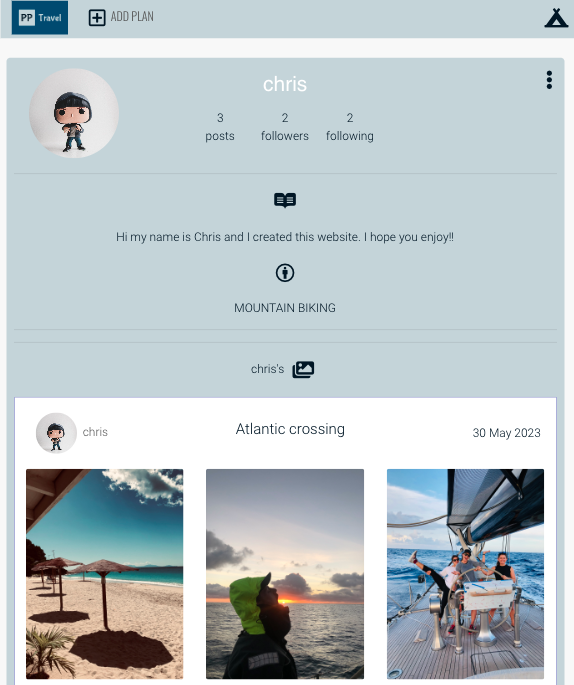 PP Travel
ADD PLAN
chris
3 2 2
posts followers following
Hi my name is Chris and I created this website. I hope you enjoy!!
MOUNTAIN BIKING
chris's
chris Atlantic crossing 30 May 2023